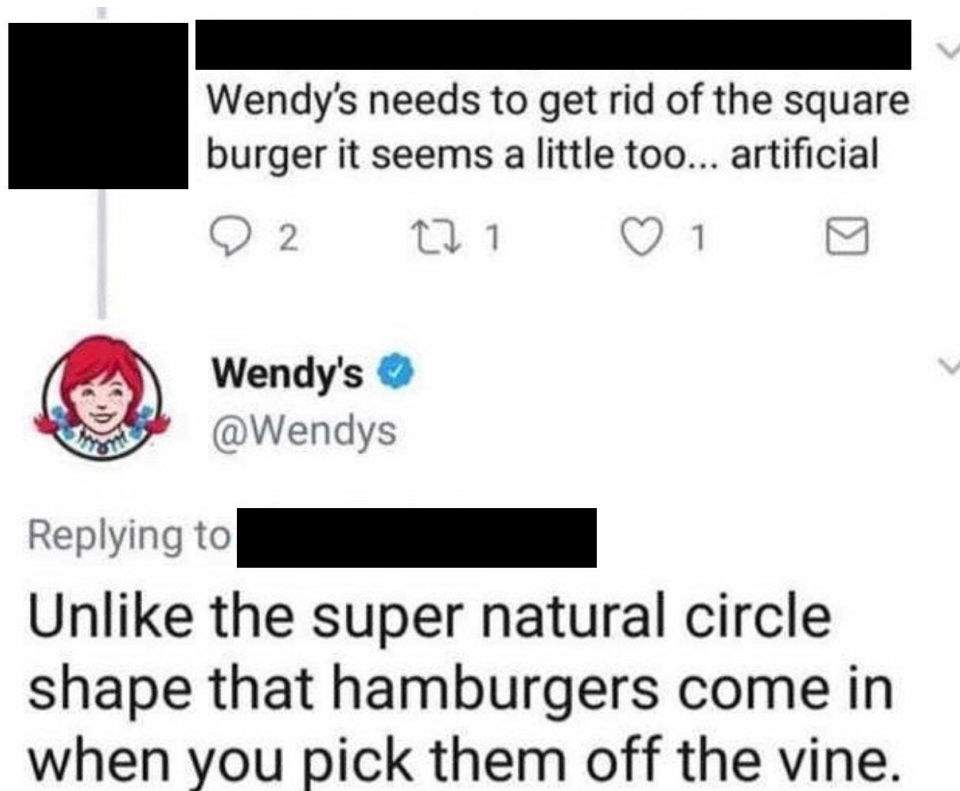 Wendy's needs to get rid of the square
burger it seems a little too... artificial
2 1 1
Wendy's
@Wendys
Replying to
Unlike the super natural circle
shape that hamburgers come in
when you pick them off the vine.